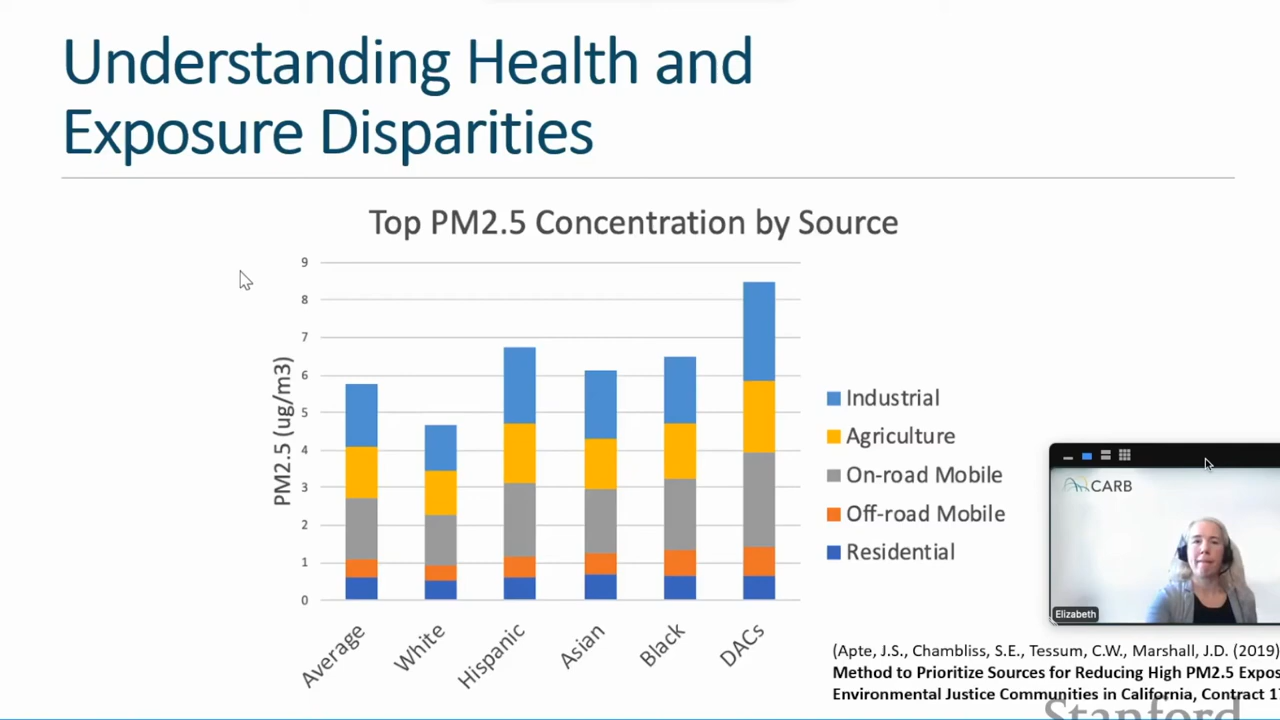 Understanding Health and
Exposure Disparities
Top PM2.5 Concentration by Source
PM2.5 (ug/m3)
9
8
7
6
5
4
3
2
1
0
Average
White
Hispanic
Asian
Black
DACs
Industrial
Agriculture
On-road Mobile
Off-road Mobile
Residential
CARB
Elizabeth
(Apte, J.S., Chambliss, S.E., Tessum, C.W., Marshall, J.D. (2019)
Method to Prioritize Sources for Reducing High PM2.5
Environmental Justice Communities in California, Contract
Stanford